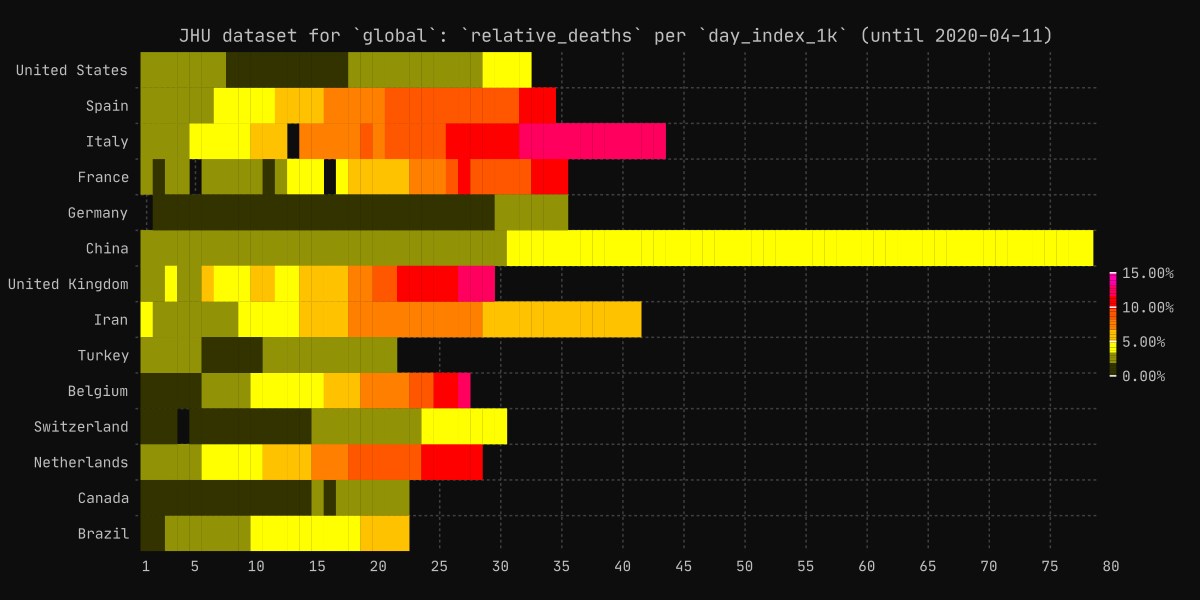 JHU dataset for `global`: `relative_deaths` per `day_index_1k` (until 2020-04-11)
United States
Spain
Italy
France
Germany
China
United Kingdom
Iran
Turkey
Belgium
Switzerland
Netherlands
Canada
Brazil
1 5 10 15 20 25 30 35 40 45 50 55 60 65 70 75 80
15.00%
10.00%
5.00%
0.00%